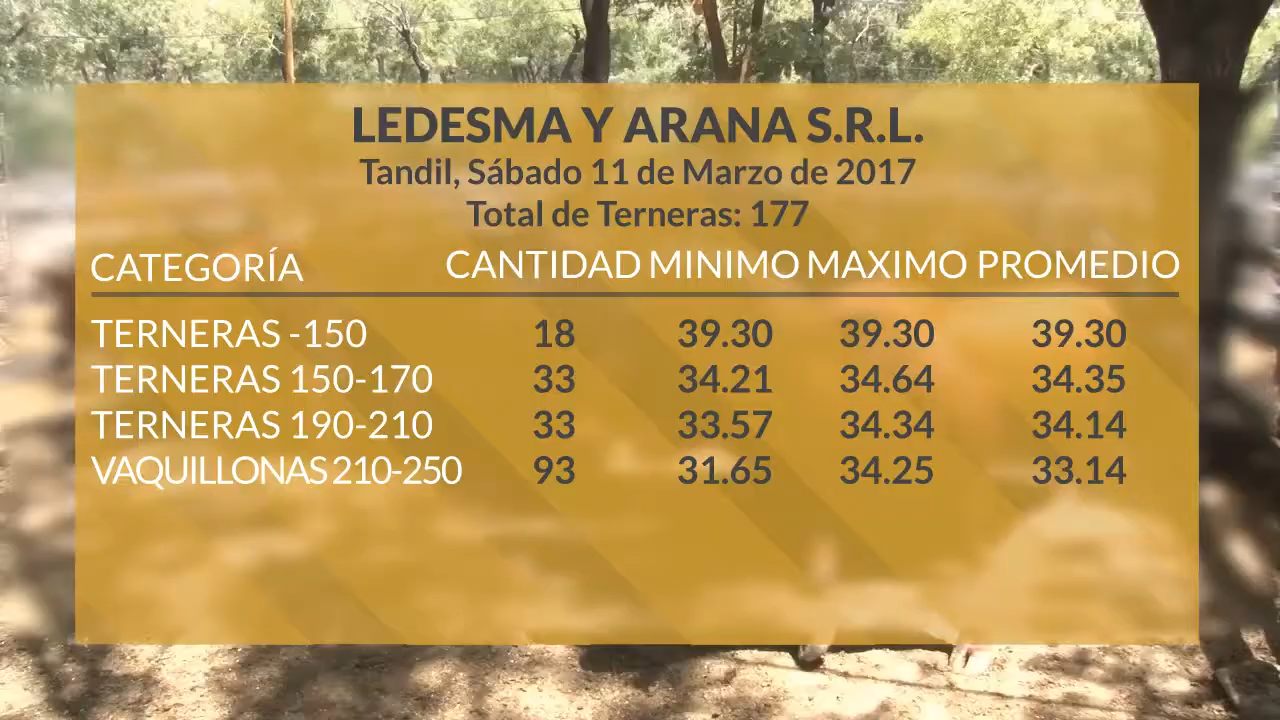 LEDESMA Y ARANA S.R.L.
Tandil, Sábado 11 de Marzo de 2017
Total de Terneras: 177
CATEGORÍA CANTIDAD MINIMO MAXIMO PROMEDIO
TERNERAS -150 18 39.30 39.30 39.30
TERNERAS 150-170 33 34.21 34.64 34.35
TERNERAS 190-210 33 33.57 34.34 34.14
VAQUILLONAS 210-250 93 31.65 34.25 33.14